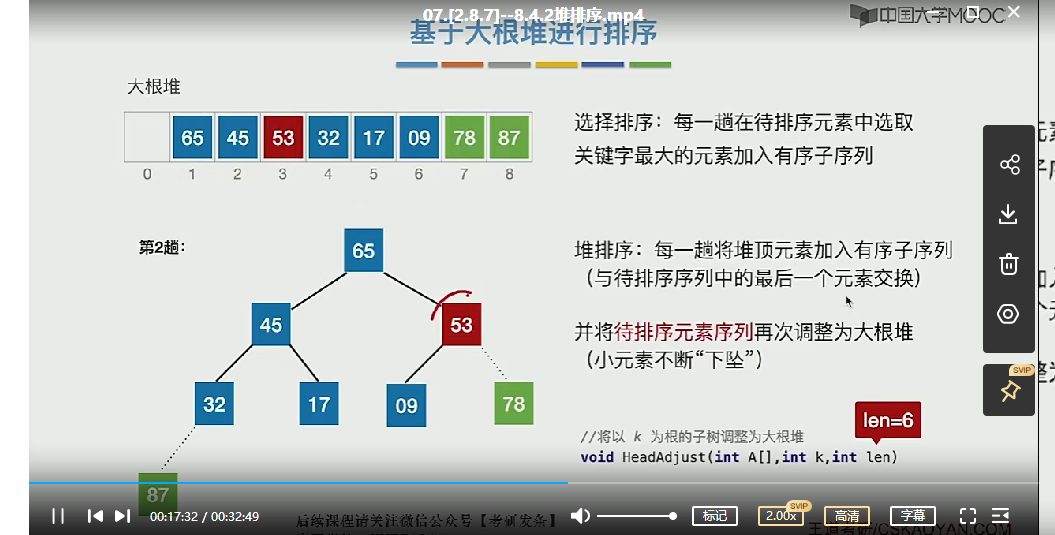 07.[2.8.7]--8.4.2堆排序.mp4
中国大学MOOC
基于大根堆进行排序
大根堆
65 45 53 32 17 09 78 87
0 1 2 3 4 5 6 7 8
选择排序：每一趟在待排序元素中选取
关键字最大的元素加入有序子序列
第2趟：
65
45 53
32 17 09 78
87
堆排序：每一趟将堆顶元素加入有序子序列
（与待排序序列中的最后一个元素交换）
并将待排序元素序列再次调整为大根堆
（小元素不断“下坠”）
len=6
//将以 k 为根的子树调整为大根堆
void HeadAdjust(int A[],int k,int len)
SVIP
00:17:32 / 00:32:49
后续课程请关注微信公众号【考研发条】
标记
2.00x
SVIP
高清
字幕
王道考研/CSKAOYAN.COM